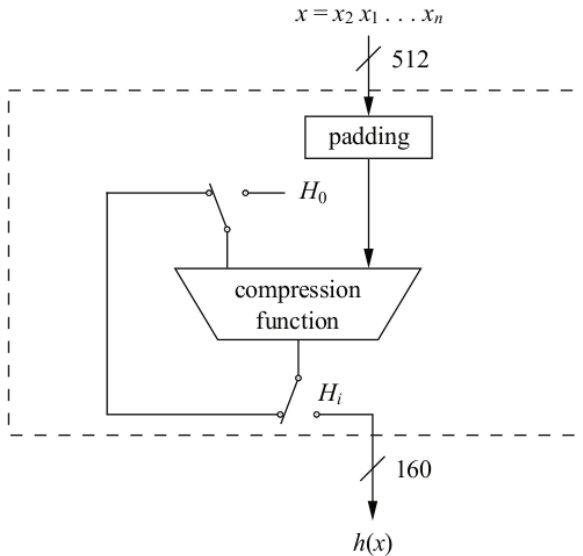 x = x₂ x₁ . . . xₙ
512
padding
H₀
compression
function
Hᵢ
160
h(x)